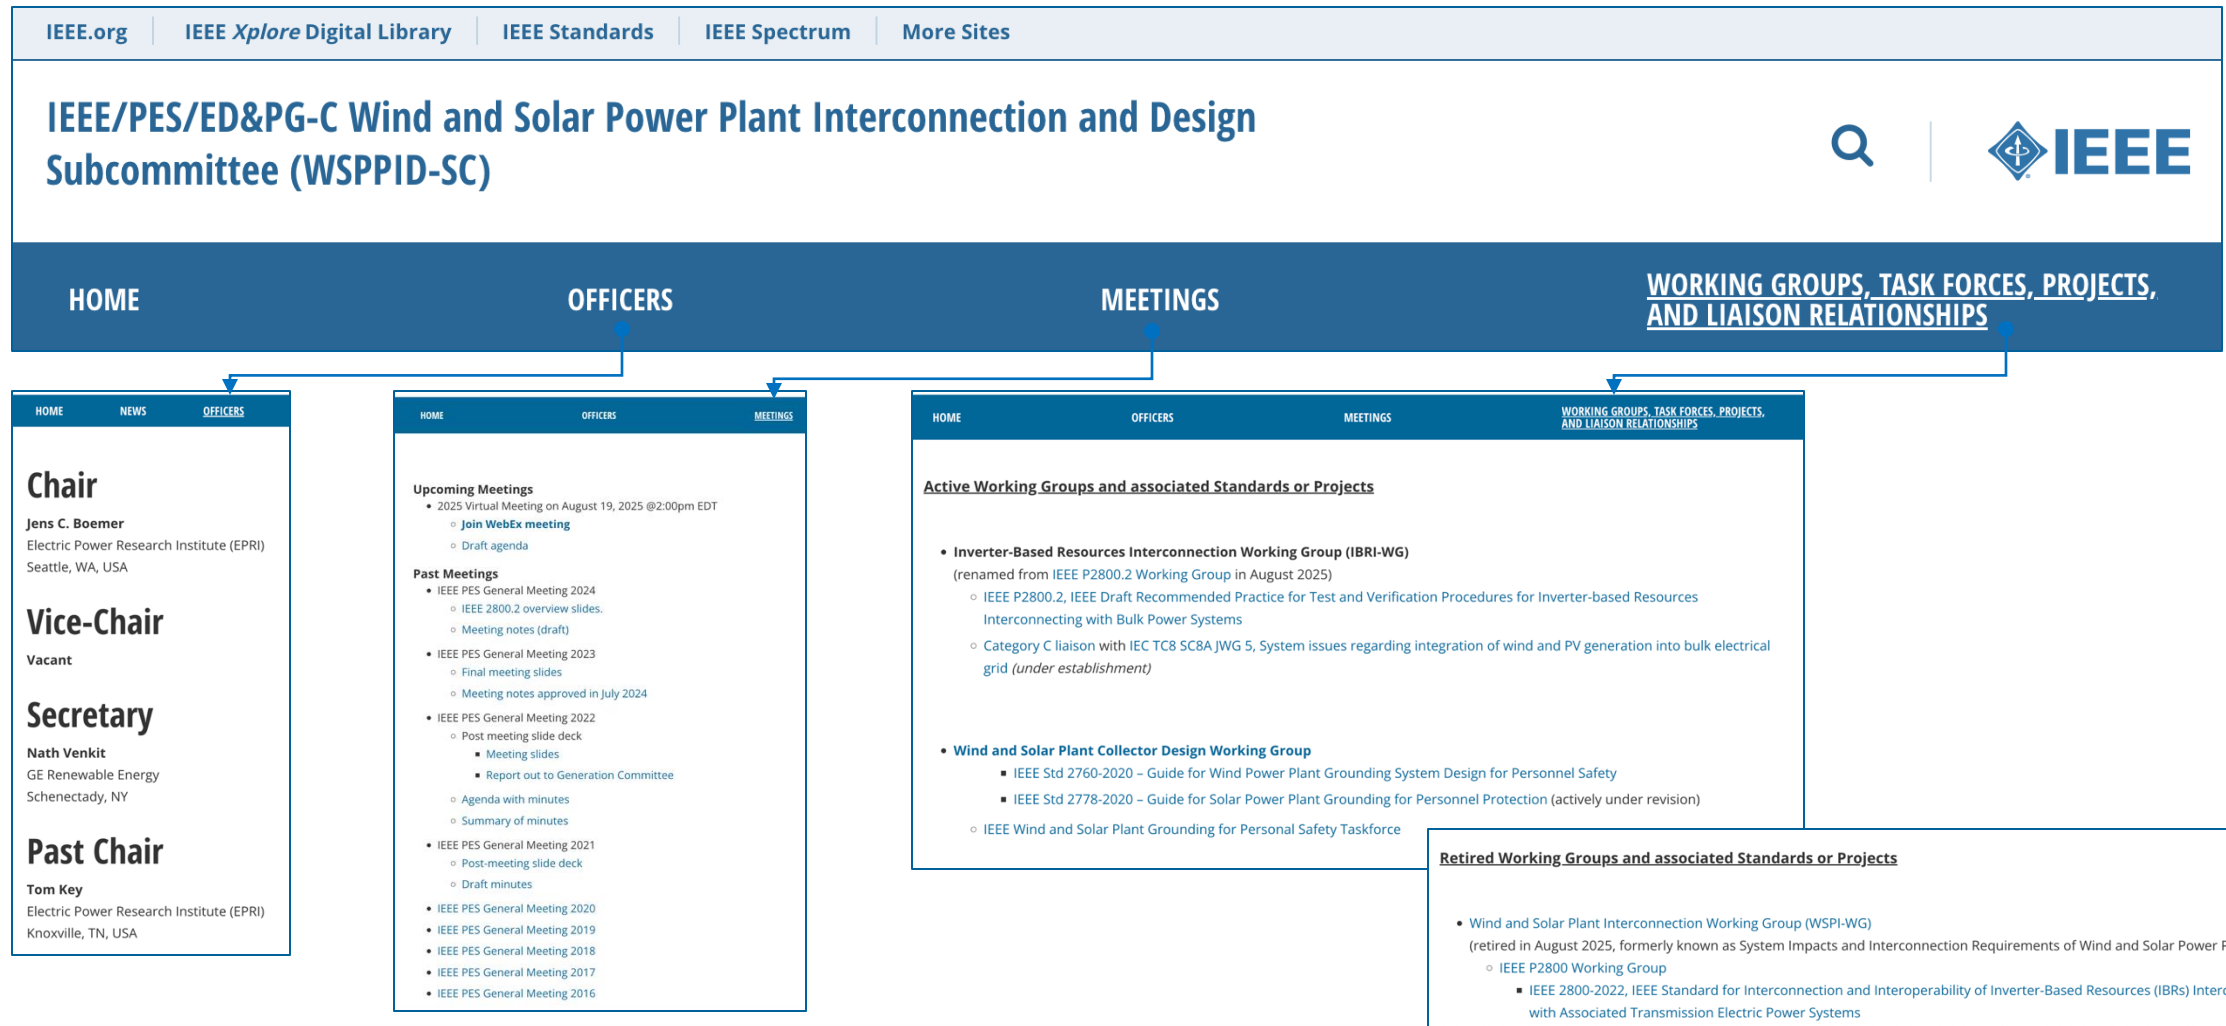 IEEE.org
IEEE Xplore Digital Library
IEEE Standards
IEEE Spectrum
More Sites
IEEE/PES/ED&PG-C Wind and Solar Power Plant Interconnection and Design
Subcommittee (WSPPID-SC)
IEEE
HOME
OFFICERS
MEETINGS
WORKING GROUPS, TASK FORCES, PROJECTS,
AND LIAISON RELATIONSHIPS
HOME
NEWS
OFFICERS
Chair
Jens C. Boemer
Electric Power Research Institute (EPRI)
Seattle, WA, USA
Vice-Chair
Vacant
Secretary
Nath Venkit
GE Renewable Energy
Schenectady, NY
Past Chair
Tom Key
Electric Power Research Institute (EPRI)
Knoxville, TN, USA
HOME
OFFICERS
MEETINGS
Upcoming Meetings
2025 Virtual Meeting on August 19, 2025 @2:00pm EDT
Join WebEx meeting
Draft agenda
Past Meetings
IEEE PES General Meeting 2024
IEEE 2800.2 overview slides.
Meeting notes (draft)
IEEE PES General Meeting 2023
Final meeting slides
Meeting notes approved in July 2024
IEEE PES General Meeting 2022
Post meeting slide deck
Meeting slides
Report out to Generation Committee
Agenda with minutes
Summary of minutes
IEEE PES General Meeting 2021
Post-meeting slide deck
Draft minutes
IEEE PES General Meeting 2020
IEEE PES General Meeting 2019
IEEE PES General Meeting 2018
IEEE PES General Meeting 2017
IEEE PES General Meeting 2016
HOME
OFFICERS
MEETINGS
WORKING GROUPS, TASK FORCES, PROJECTS,
AND LIAISON RELATIONSHIPS
Active Working Groups and associated Standards or Projects
Inverter-Based Resources Interconnection Working Group (IBRI-WG)
(renamed from IEEE P2800.2 Working Group in August 2025)
IEEE P2800.2, IEEE Draft Recommended Practice for Test and Verification Procedures for Inverter-based Resources
Interconnecting with Bulk Power Systems
Category C liaison with IEC TC8 SC8A JWG 5, System issues regarding integration of wind and PV generation into bulk electrical
grid (under establishment)
Wind and Solar Plant Collector Design Working Group
IEEE Std 2760-2020 – Guide for Wind Power Plant Grounding System Design for Personnel Safety
IEEE Std 2778-2020 – Guide for Solar Power Plant Grounding for Personnel Protection (actively under revision)
IEEE Wind and Solar Plant Grounding for Personal Safety Taskforce
Retired Working Groups and associated Standards or Projects
Wind and Solar Plant Interconnection Working Group (WSPI-WG)
(retired in August 2025, formerly known as System Impacts and Interconnection Requirements of Wind and Solar Power
IEEE P2800 Working Group
IEEE 2800-2022, IEEE Standard for Interconnection and Interoperability of Inverter-Based Resources (IBRs)
with Associated Transmission Electric Power Systems